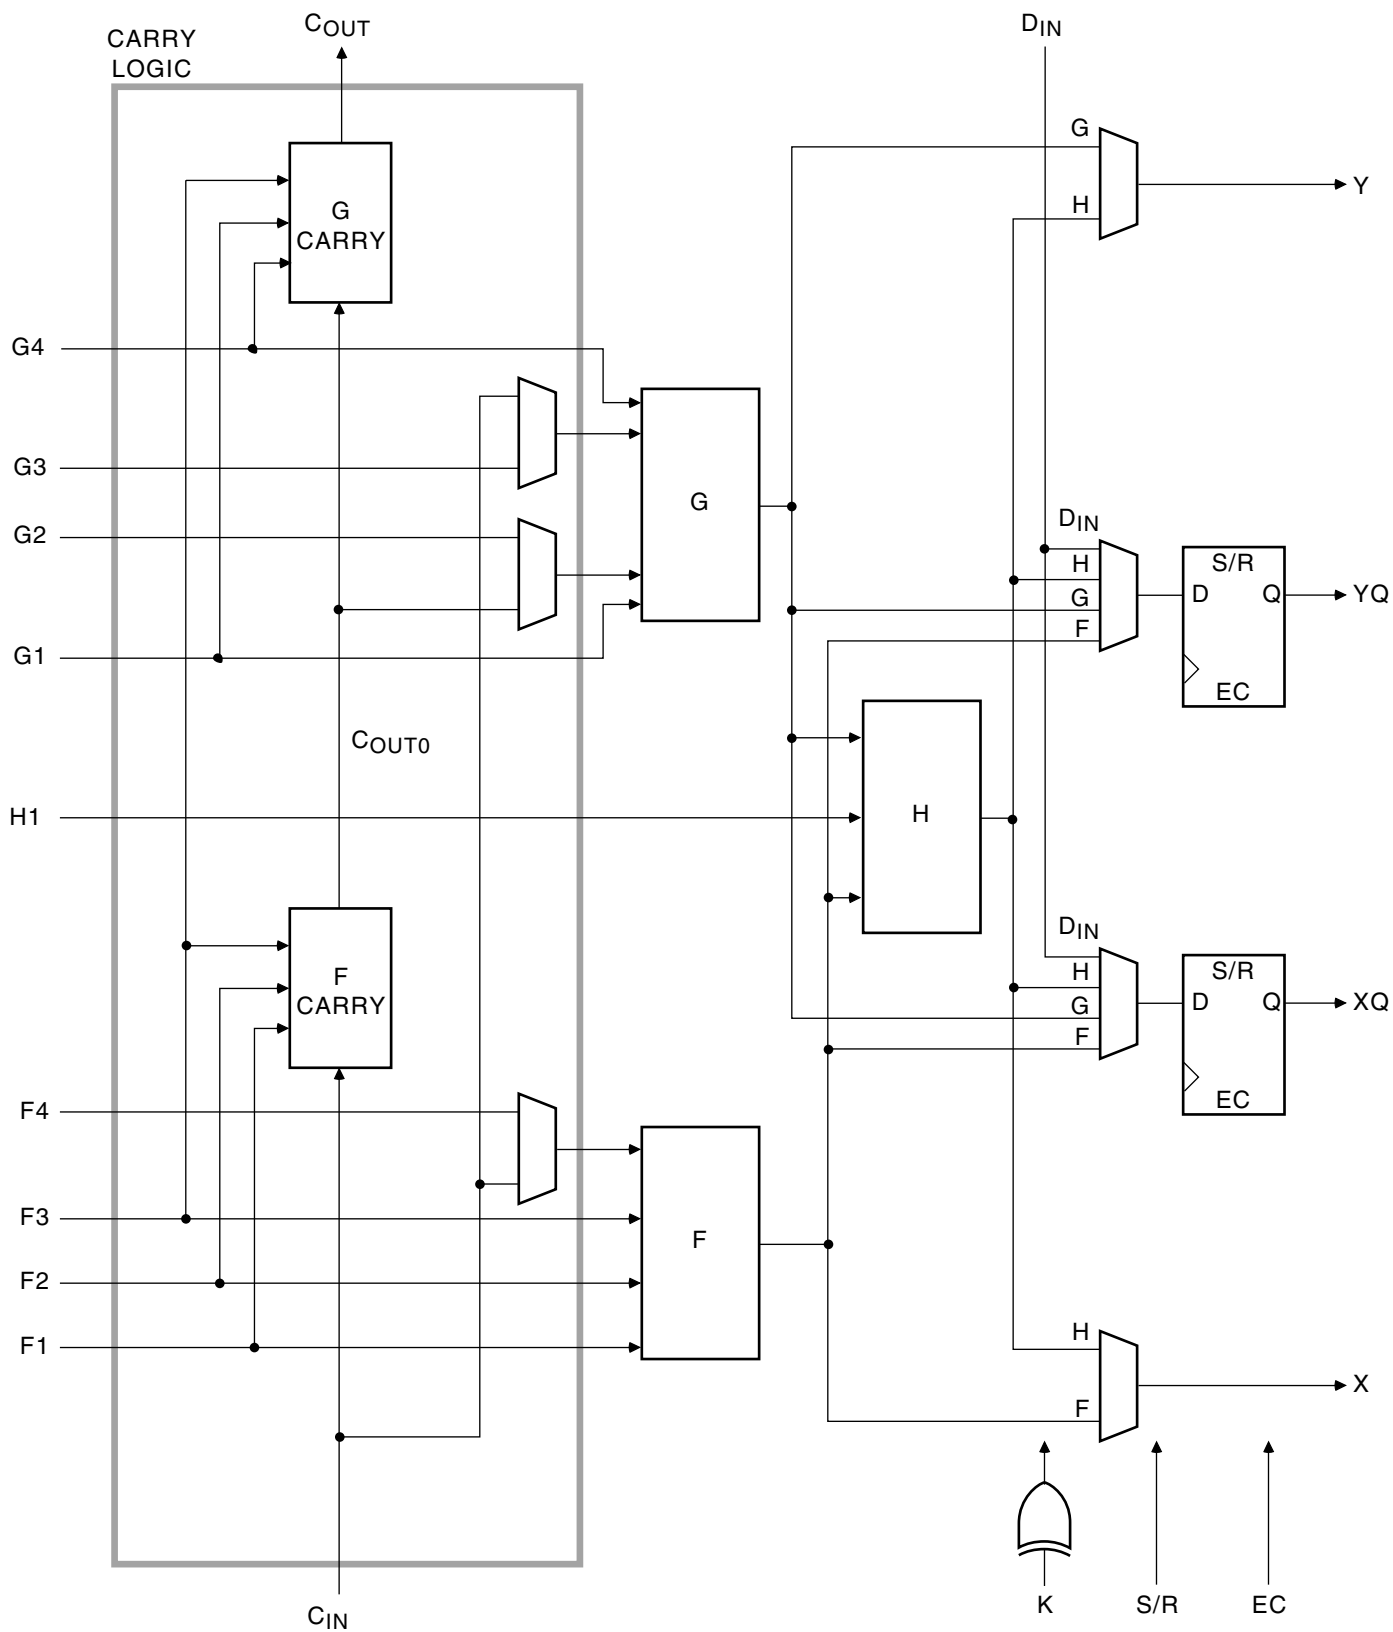 COUT
DIN
CARRY
LOGIC
G
G
CARRY
Y
H
G4
G3
G
DIN
G2
H
S/R
G
D
Q
YQ
F
G1
EC
COUT0
H1
H
DIN
S/R
F
CARRY
H
G
D
Q
XQ
F
F4
EC
F3
F
F2
F1
H
X
F
K
S/R
EC
CIN